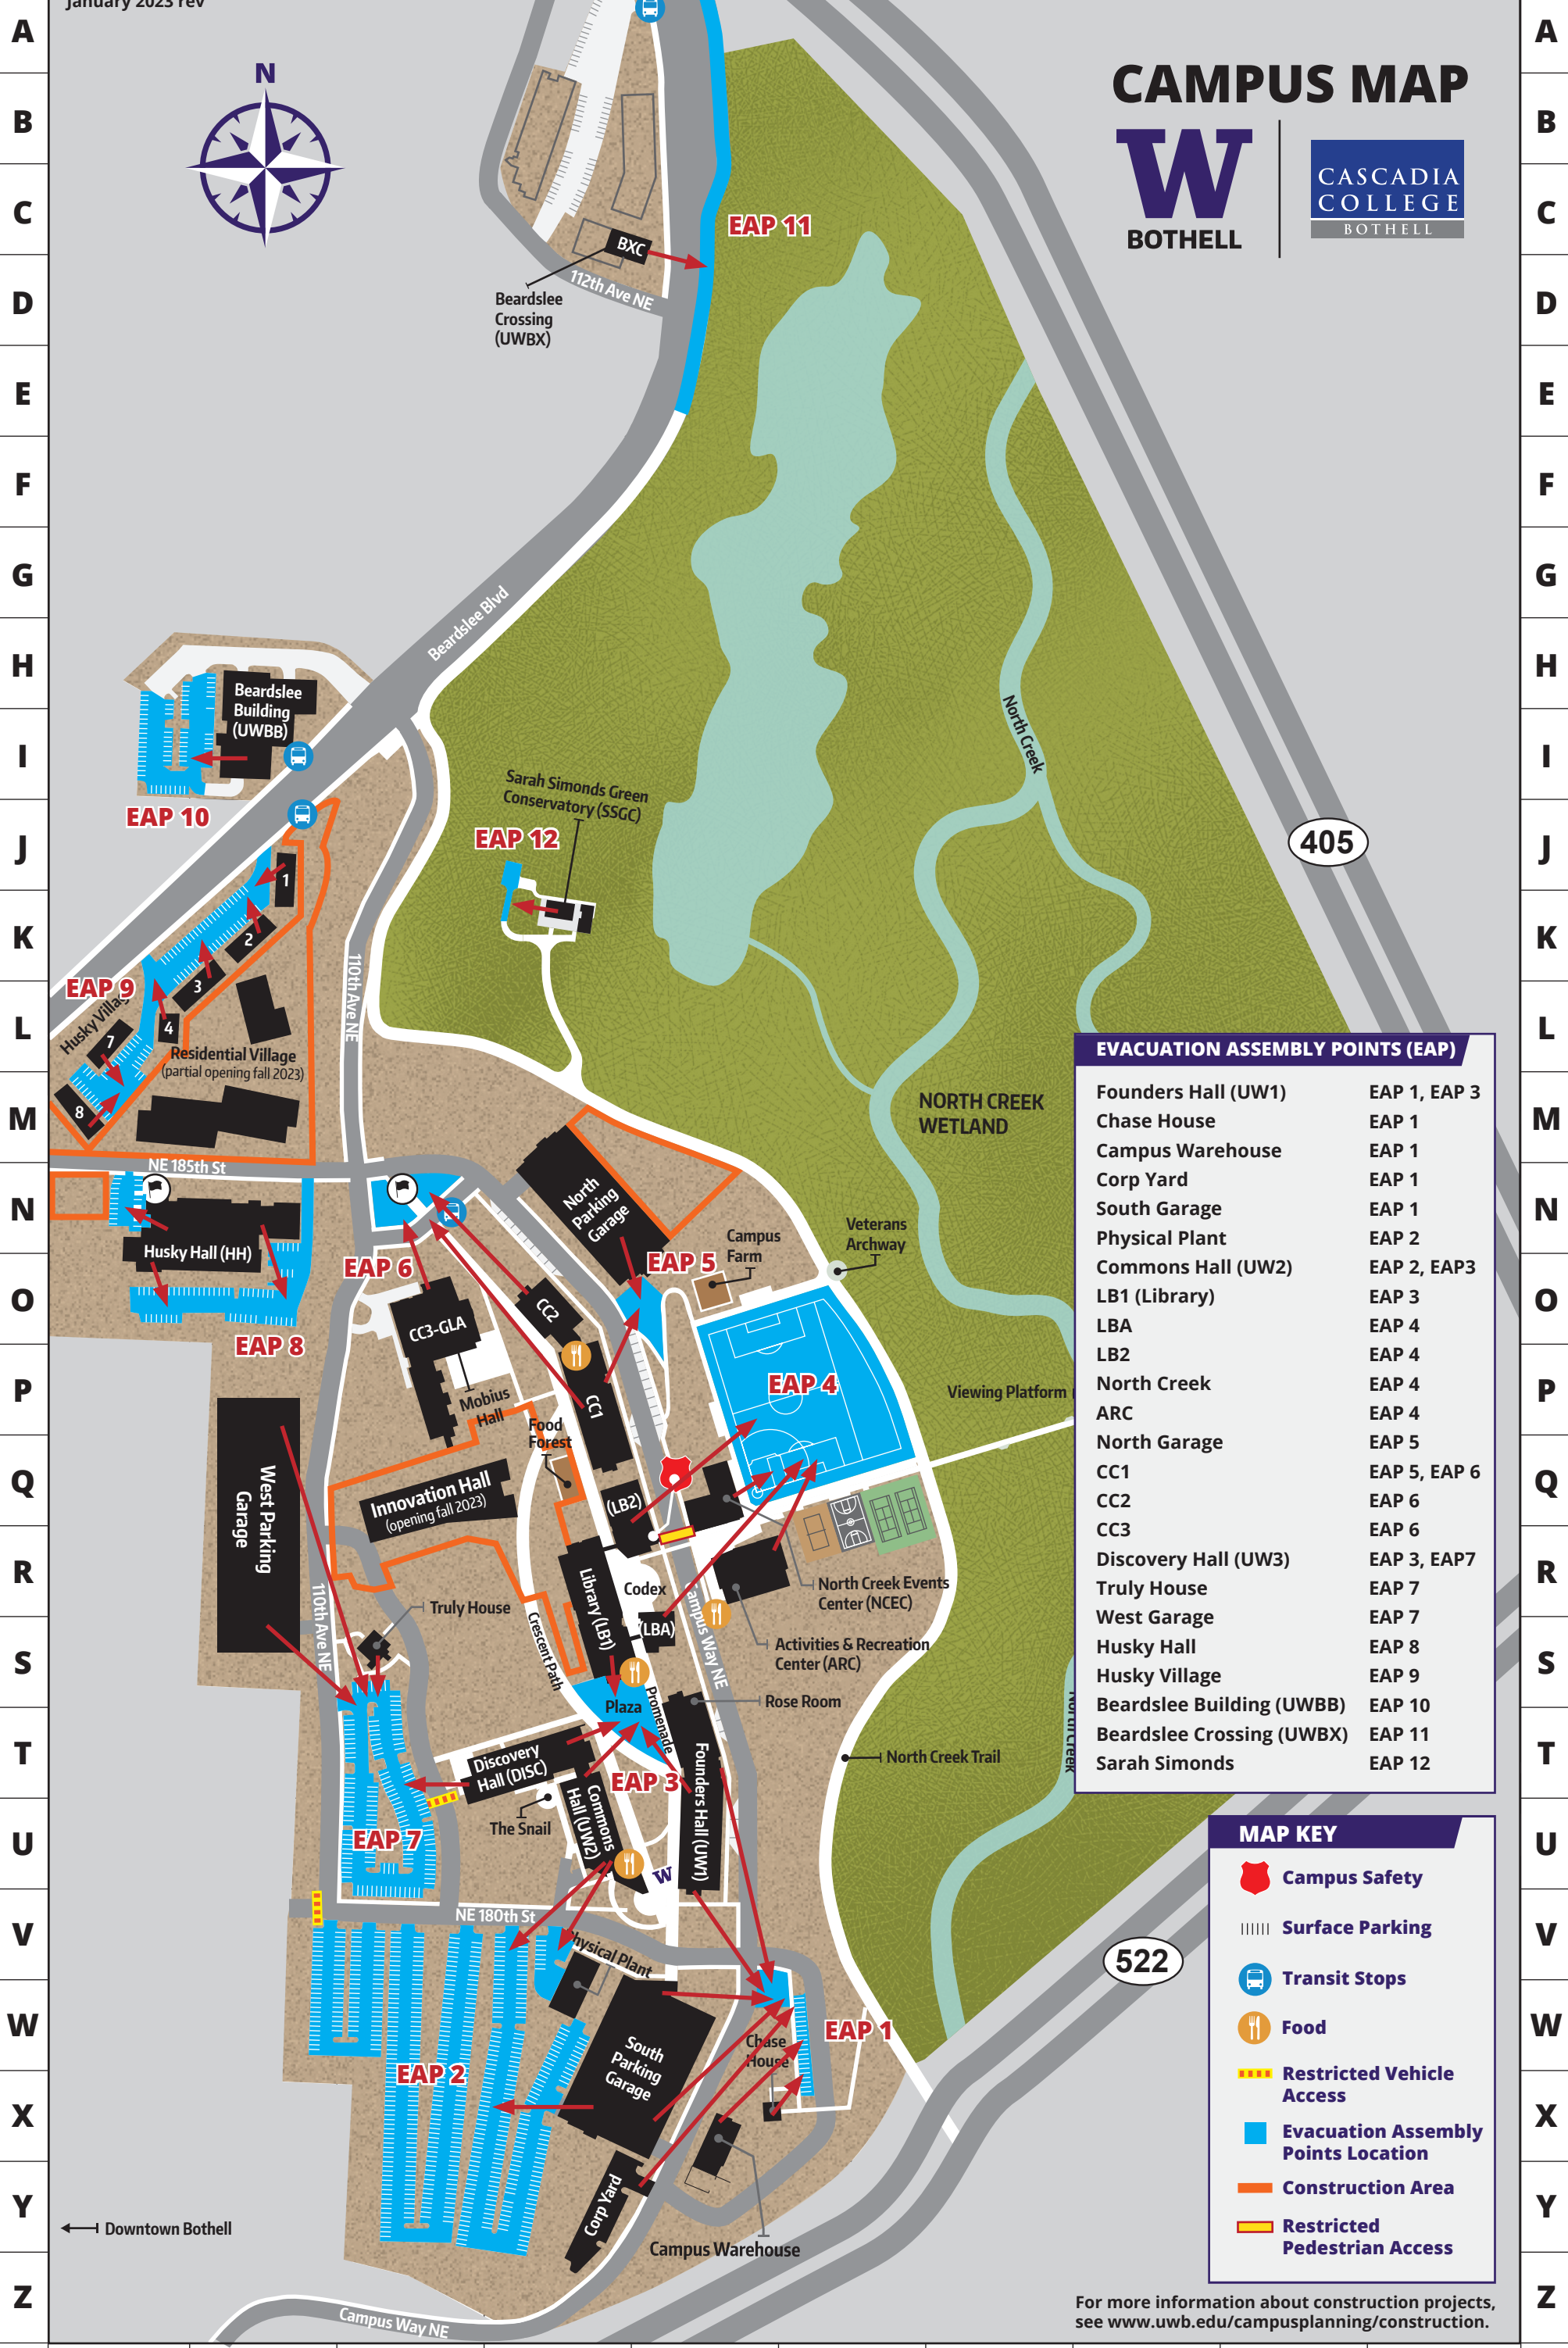 January 2023 rev
A
A
B
B
C
C
D
D
E
E
F
F
G
G
H
H
I
I
J
J
K
K
L
L
M
M
N
N
O
O
P
P
Q
Q
R
R
S
S
T
T
U
U
V
V
W
W
X
X
Y
Y
Z
Z
N
CAMPUS MAP
W
BOTHELL
CASCADIA
COLLEGE
BOTHELL
EAP 11
BXC
112th Ave NE
Beardslee
Crossing
(UWBX)
Beardslee Blvd
Beardslee
Building
(UWBB)
EAP 10
North Creek
Sarah Simonds Green
Conservatory (SSGC)
EAP 12
405
1
2
3
4
7
8
EAP 9
Husky Village
110th Ave NE
Residential Village
(partial opening fall 2023)
NORTH CREEK
WETLAND
NE 185th St
North
Parking
Garage
Husky Hall (HH)
EAP 6
EAP 5
Campus
Farm
Veterans
Archway
EAP 8
CC2
CC3-GLA
CC1
Mobius
Hall
Food
Forest
EAP 4
Viewing Platform
West Parking
Garage
Innovation Hall
(opening fall 2023)
(LB2)
Library (LB1)
Codex
(LBA)
North Creek Events
Center (NCEC)
Activities & Recreation
Center (ARC)
110th Ave NE
Truly House
Crescent Path
Campus Way NE
Plaza
Promenade
Rose Room
North Creek Trail
North Creek
Discovery
Hall (DISC)
EAP 3
Founders Hall (UW1)
Commons
Hall (UW2)
The Snail
EAP 7
W
NE 180th St
Physical Plant
522
South
Parking
Garage
Chase
House
EAP 1
EAP 2
Corp Yard
Campus Warehouse
Downtown Bothell
Campus Way NE
EVACUATION ASSEMBLY POINTS (EAP)
Founders Hall (UW1) EAP 1, EAP 3
Chase House EAP 1
Campus Warehouse EAP 1
Corp Yard EAP 1
South Garage EAP 1
Physical Plant EAP 2
Commons Hall (UW2) EAP 2, EAP3
LB1 (Library) EAP 3
LBA EAP 4
LB2 EAP 4
North Creek EAP 4
ARC EAP 4
North Garage EAP 5
CC1 EAP 5, EAP 6
CC2 EAP 6
CC3 EAP 6
Discovery Hall (UW3) EAP 3, EAP7
Truly House EAP 7
West Garage EAP 7
Husky Hall EAP 8
Husky Village EAP 9
Beardslee Building (UWBB) EAP 10
Beardslee Crossing (UWBX) EAP 11
Sarah Simonds EAP 12
MAP KEY
Campus Safety
Surface Parking
Transit Stops
Food
Restricted Vehicle
Access
Evacuation Assembly
Points Location
Construction Area
Restricted
Pedestrian Access
For more information about construction projects,
see www.uwb.edu/campusplanning/construction.